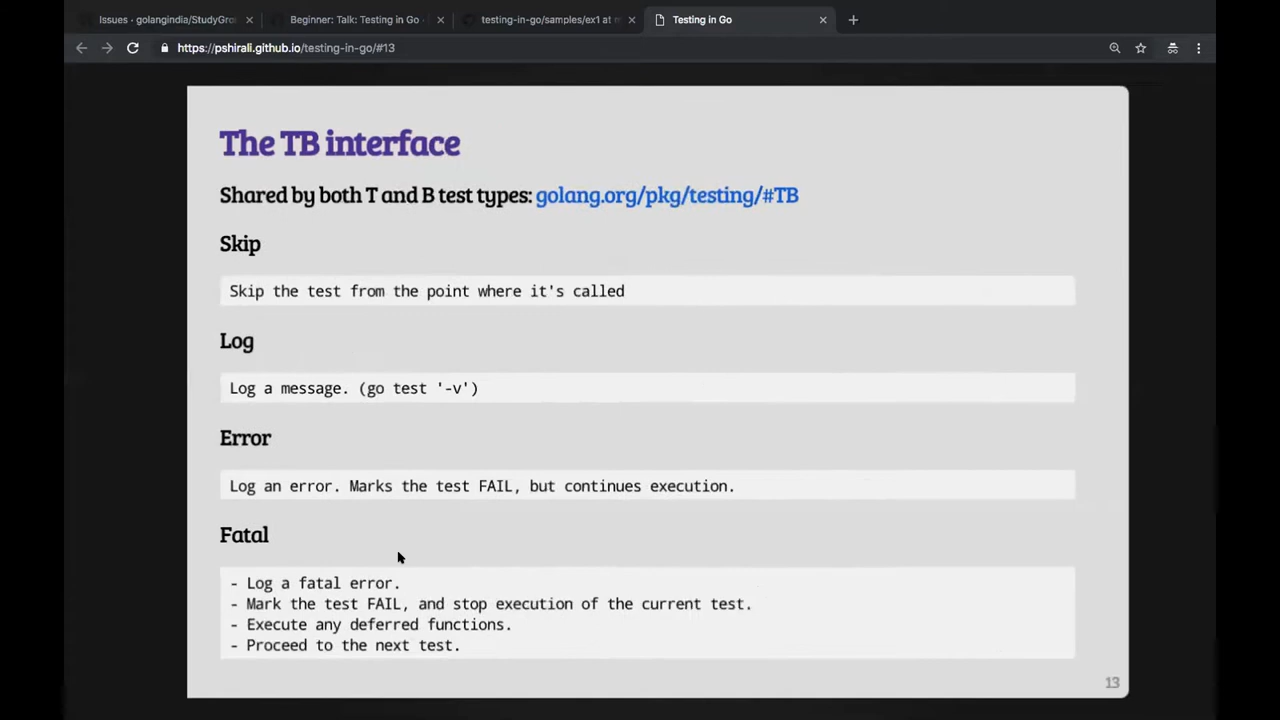 Issues · golangindia/StudyGro
Beginner: Talk: Testing in Go ·
testing-in-go/samples/ex1 at m
Testing in Go
https://pshirali.github.io/testing-in-go/#13
The TB interface
Shared by both T and B test types: golang.org/pkg/testing/#TB
Skip
Skip the test from the point where it's called
Log
Log a message. (go test '-v')
Error
Log an error. Marks the test FAIL, but continues execution.
Fatal
- Log a fatal error.
- Mark the test FAIL, and stop execution of the current test.
- Execute any deferred functions.
- Proceed to the next test.
13